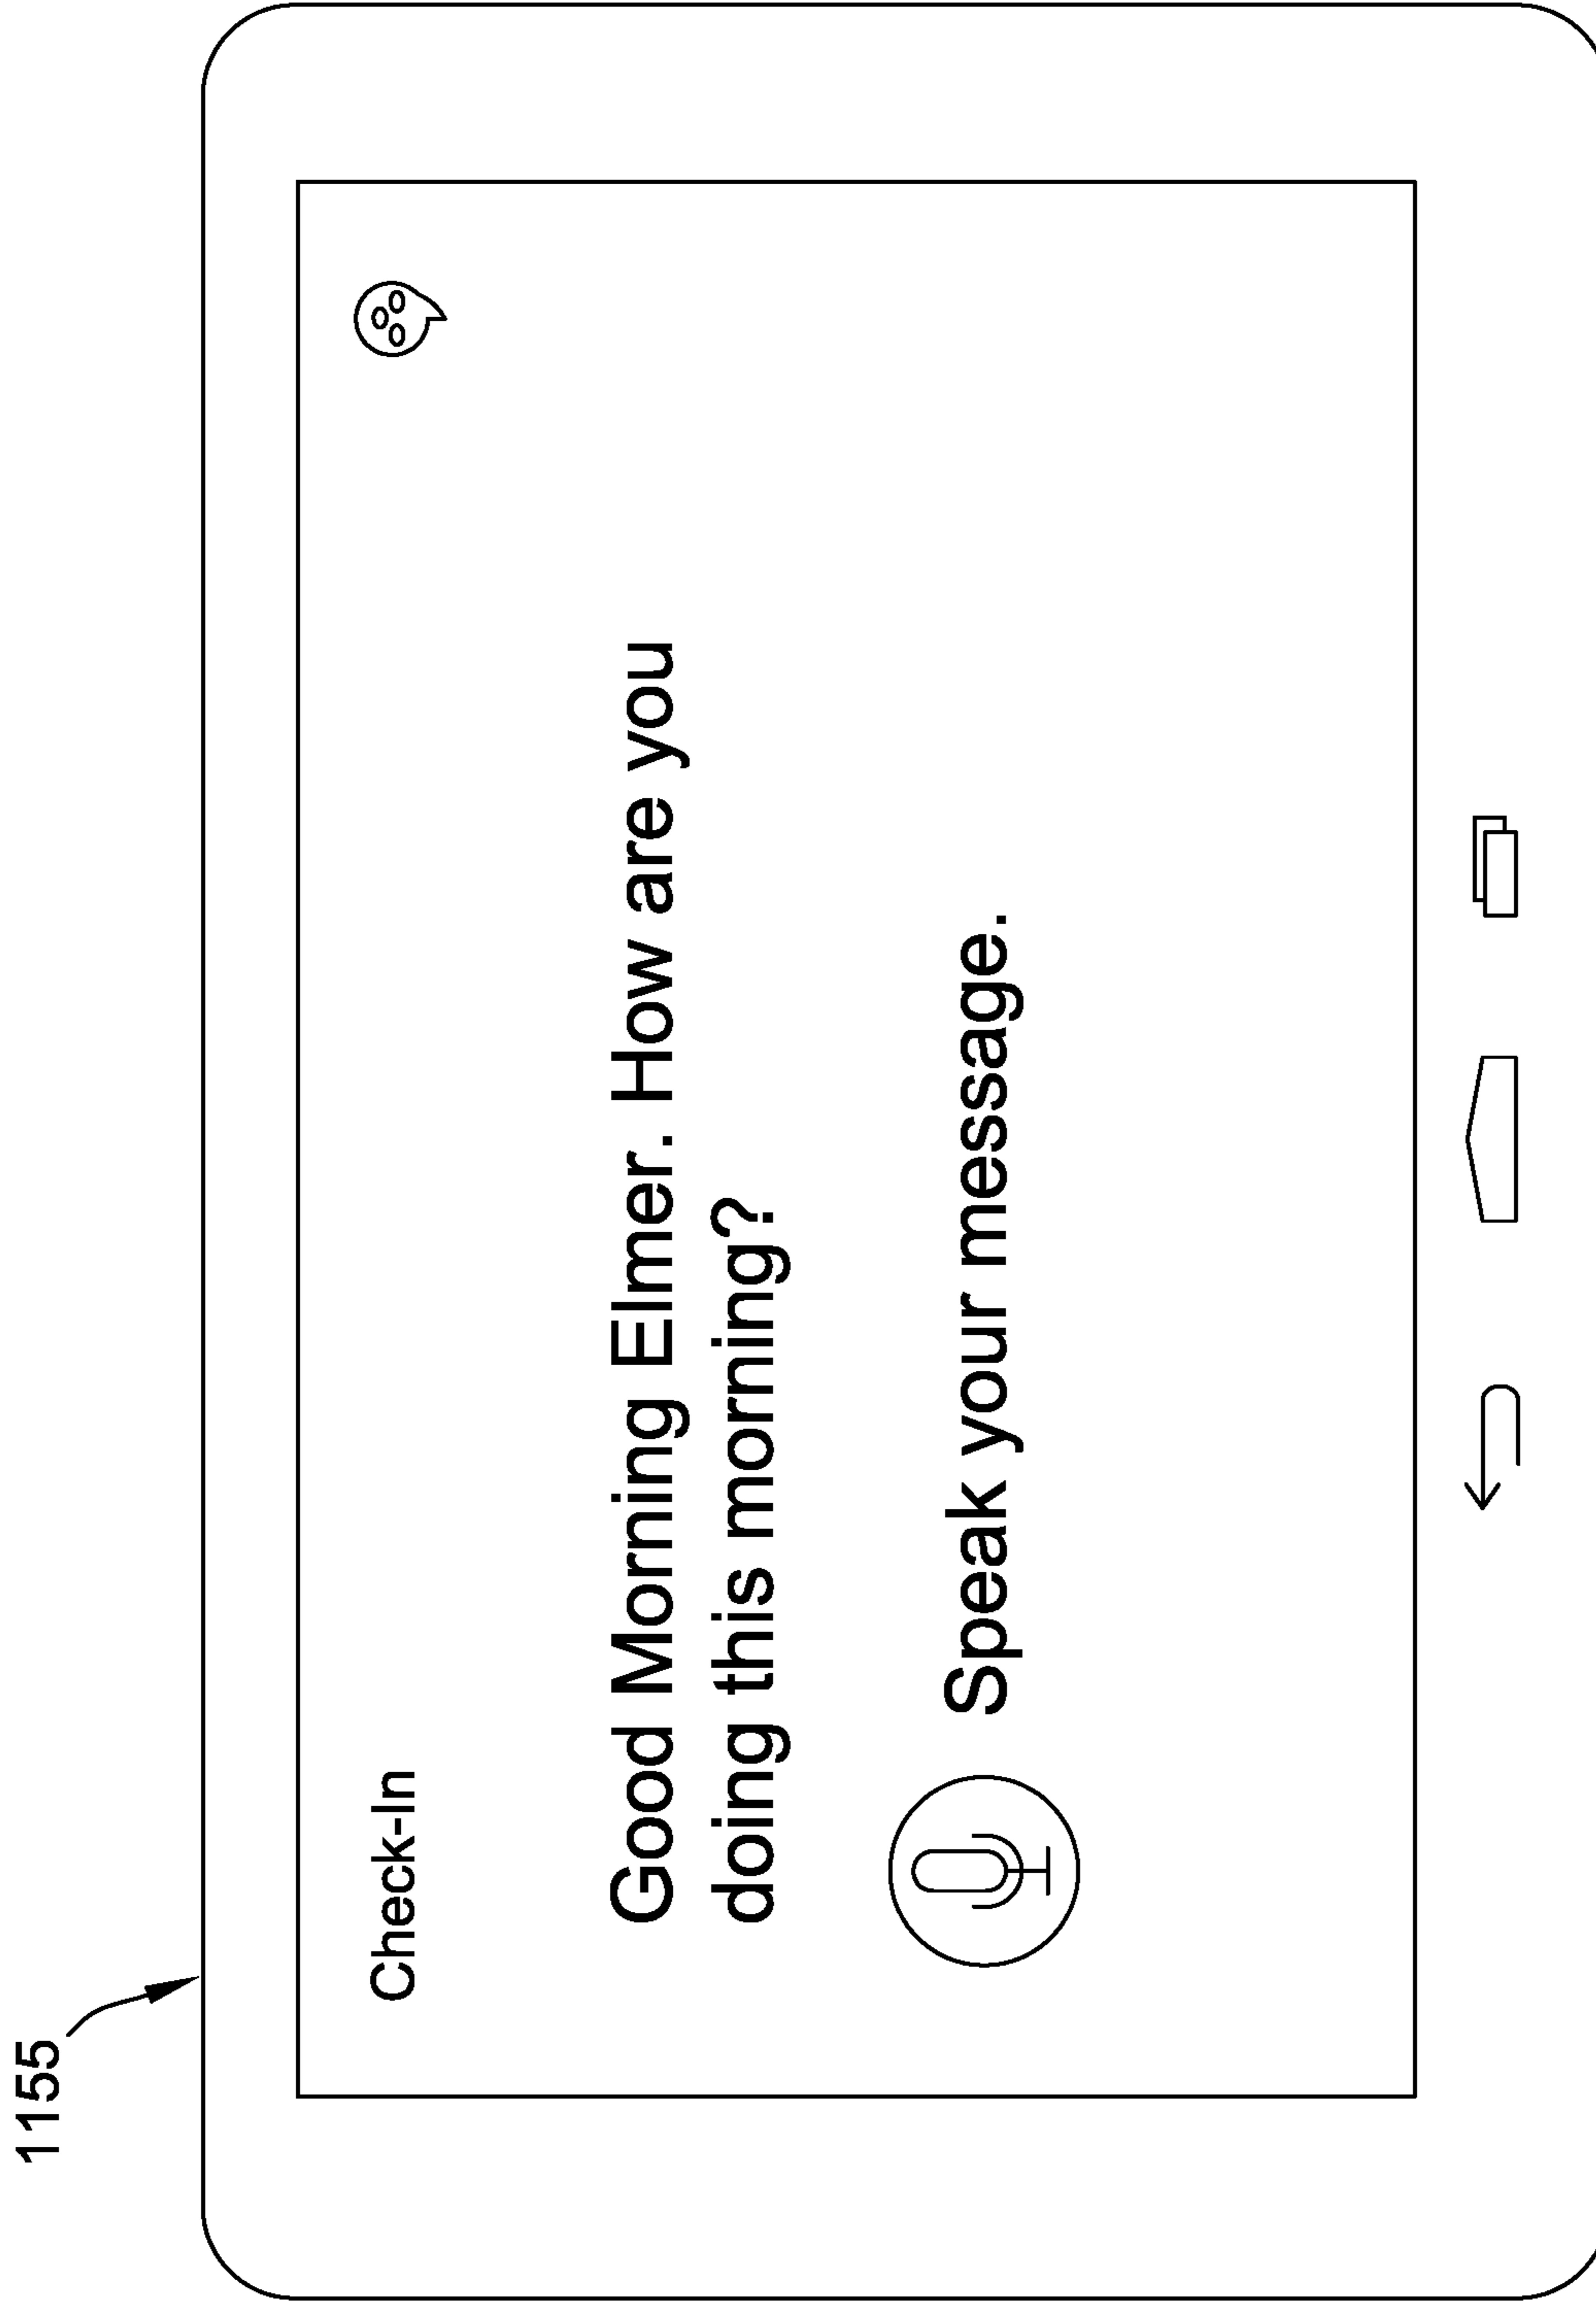 1155
Check-In
Good Morning Elmer. How are you
doing this morning?
Speak your message.